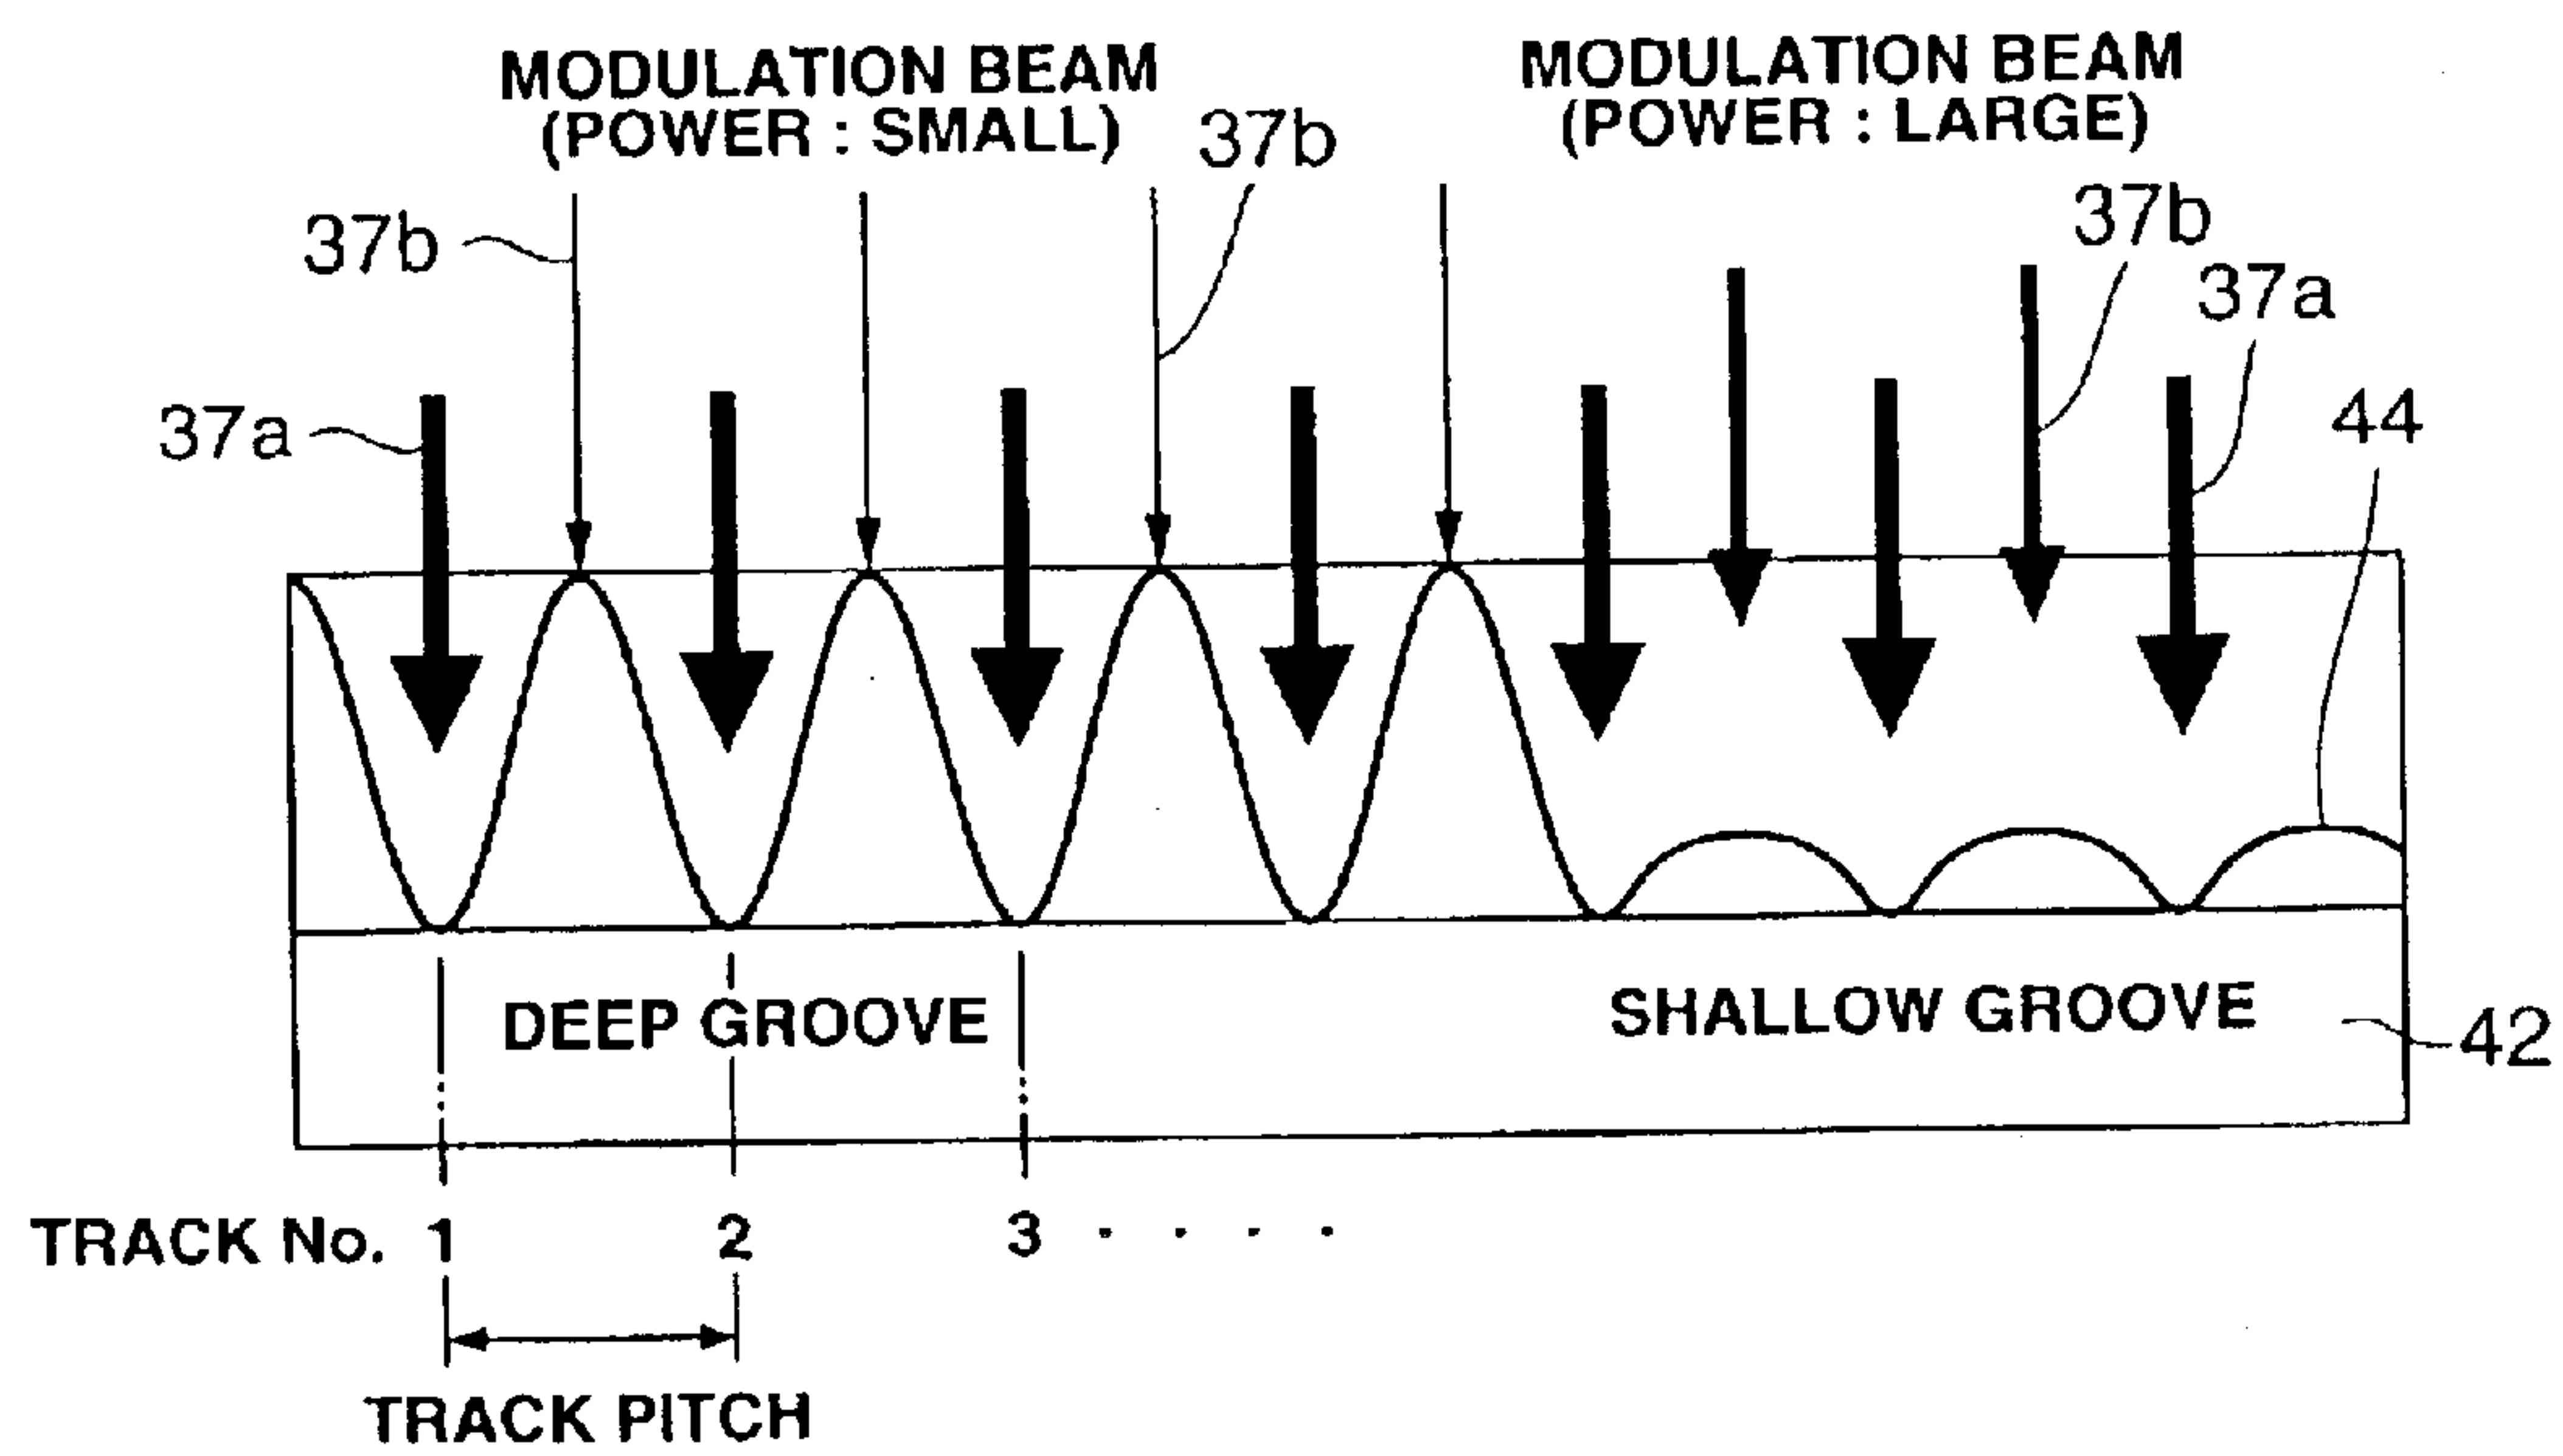 MODULATION BEAM
(POWER : SMALL)
MODULATION BEAM
(POWER : LARGE)
37b
37b
37b
37a
37a
44
DEEP GROOVE
SHALLOW GROOVE
42
TRACK No. 1 2 3 · · · ·
TRACK PITCH